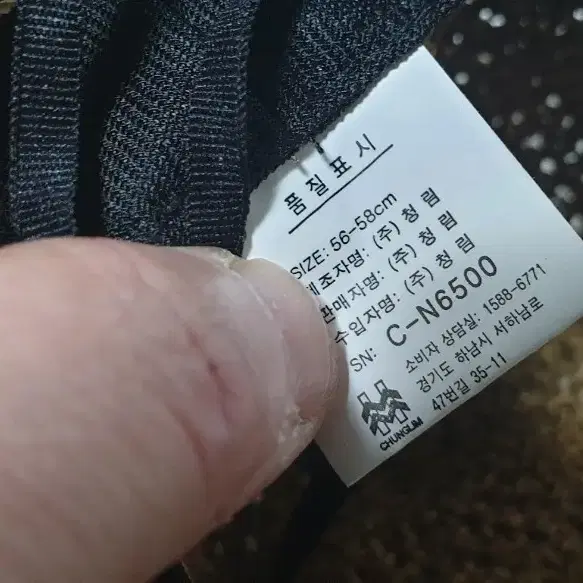 품질표시
SIZE: 56-58cm
제조자명: (주) 청림
판매자명: (주) 청림
수입자명: (주) 청림
SN: C-N6500
소비자 상담실: 1588-6771
경기도 하남시 서하남로
47번길 35-11
CHUNGLIM